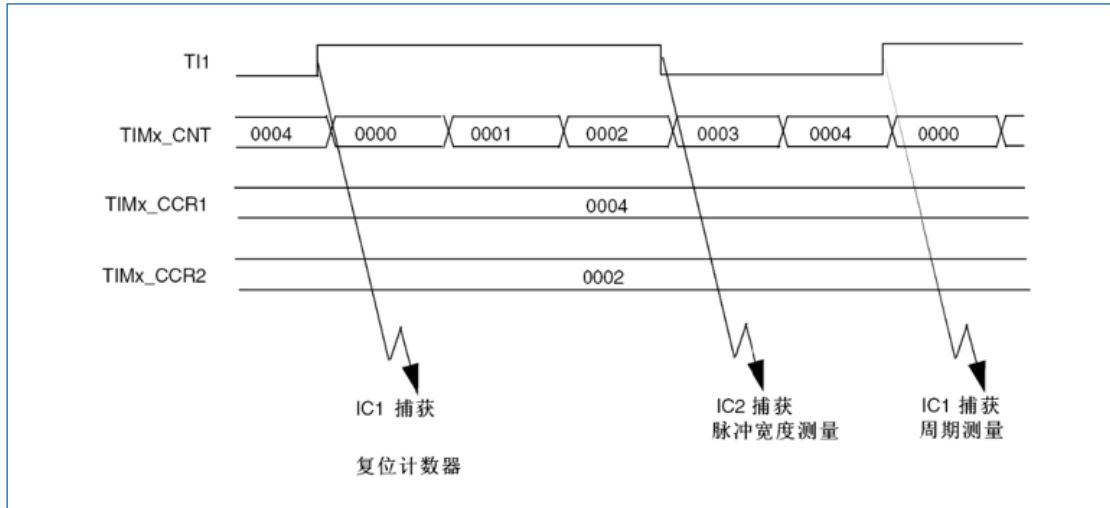 TI1
TIMx_CNT
0004
0000
0001
0002
0003
0004
0000
TIMx_CCR1
0004
TIMx_CCR2
0002
IC1 捕获
复位计数器
IC2 捕获
脉冲宽度测量
IC1 捕获
周期测量